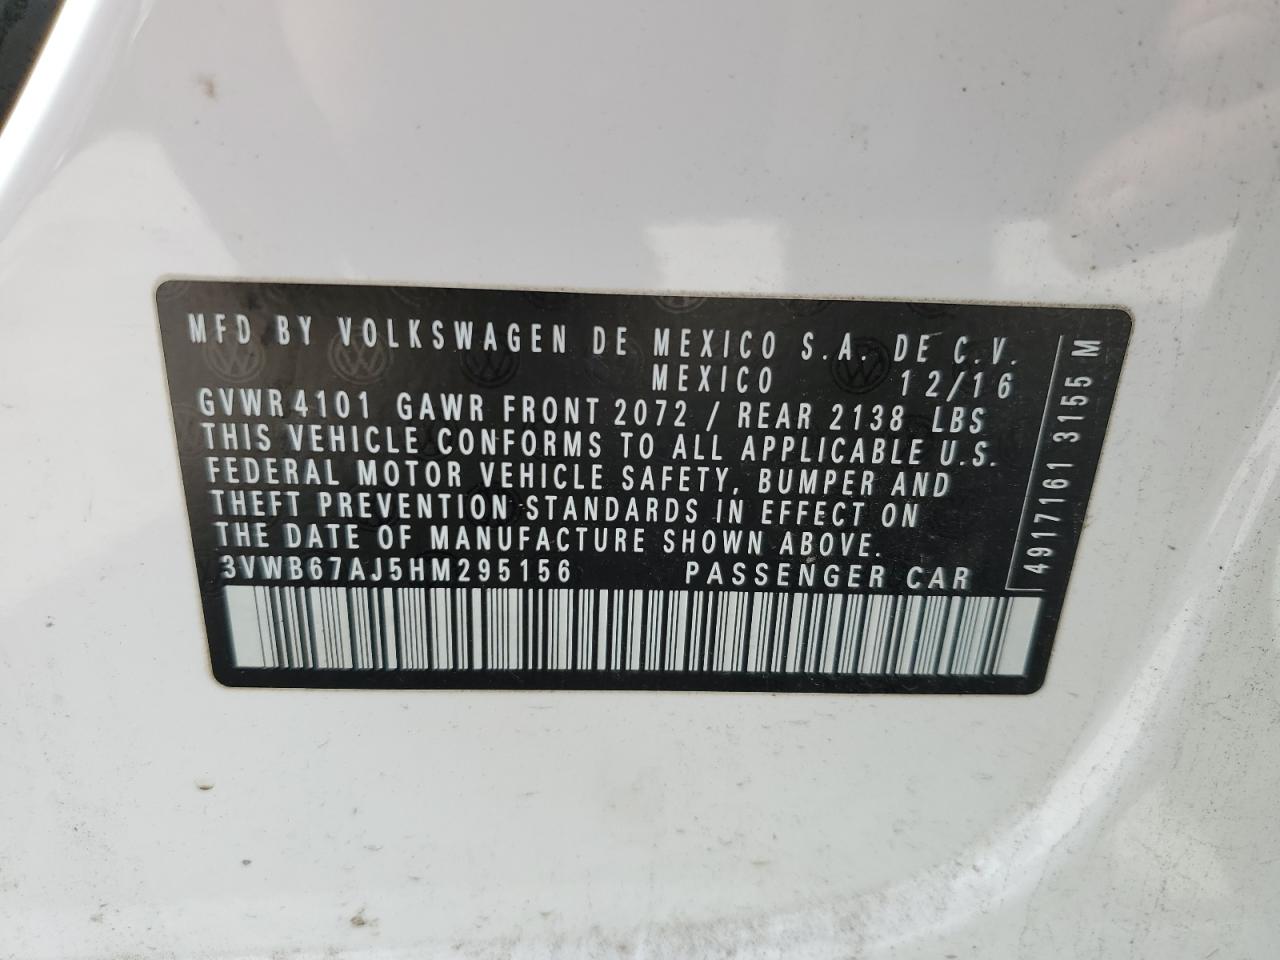 MFD BY VOLKSWAGEN DE MEXICO S.A. DE C.V.
MEXICO 12/16
GVWR 4101 GAWR FRONT 2072 / REAR 2138 LBS
THIS VEHICLE CONFORMS TO ALL APPLICABLE U.S.
FEDERAL MOTOR VEHICLE SAFETY, BUMPER AND
THEFT PREVENTION STANDARDS IN EFFECT ON
THE DATE OF MANUFACTURE SHOWN ABOVE.
3VWB67AJ5HM295156 PASSENGER CAR
4917161 3155 M